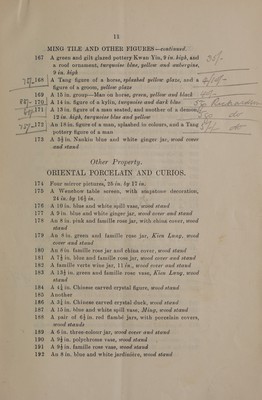 11
MING TILE AND OTHER FIGURES—continued.
167 A green and gilt glazed pottery Kwan Yin, 9 in. high, and
a roof ornament, turquoise blue, yellow and aubergine,
9 in. high
168 A Tang figure of a horse, splashed yellow glaze, and a
figure of a groom, yellow glaze
169 A 15 in. group—Man on horse, green, yellow and black
170 A 14 in. figure of a kylin, turquoise and dark blue
171 A 18 in. figure of a man seated, and another of a demon,
12 in. high, turquoise blue and yellow
172 An 18 in. figure of a man, splashed in colours, and a Tang
pottery figure of a man
173 A 5½ in. Nankin blue and white ginger jar, wood cover
and stand
Other Property.
ORIENTAL PORCELAIN AND CURIOS.
174 Four mirror pictures, 25 in. by 17 in.
175 A Wenchow table screen, with soapstone decoration,
24 in. by 16½ in.
176 A 10 in. blue and white spill vase, wood stand
177 A 9 in. blue and white ginger jar, wood cover and stand
178 An 8 in. pink and famille rose jar, with shion cover, wood
stand
179 An 8 in. green and famille rose jar, Kien Lung, wood
cover and stand
180 An 8 in. famille rose jar and shion cover, wood stand
181 A 7½ in. blue and famille rose jar, wood cover and stand
182 A famille verte wine jar, 11 in., wood cover and stand
183 A 13½ in. green and famille rose vase, Kien Lung, wood
stand
184 A 4½ in. Chinese carved crystal figure, wood stand
185 Another
186 A 3½ in. Chinese carved crystal duck, wood stand
187 A 15 in. blue and white spill vase, Ming, wood stand
188 A pair of 6½ in. red flambé jars, with porcelain covers,
wood stands
189 A 6 in. three-colour jar, wood cover and stand
190 A 9½ in. polychrome vase, wood stand
191 A 9½ in. famille rose vase, wood stand
192 An 8 in. blue and white jardinière, wood stand